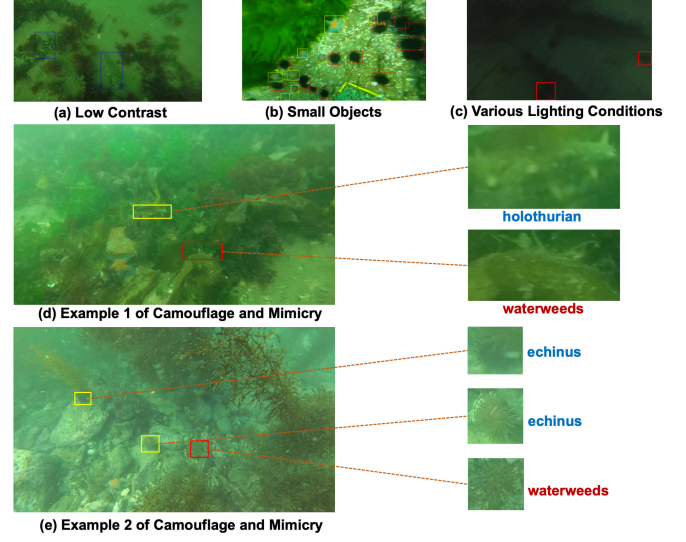 (a) Low Contrast
(b) Small Objects
(c) Various Lighting Conditions
holothurian
waterweeds
(d) Example 1 of Camouflage and Mimicry
echinus
echinus
waterweeds
(e) Example 2 of Camouflage and Mimicry